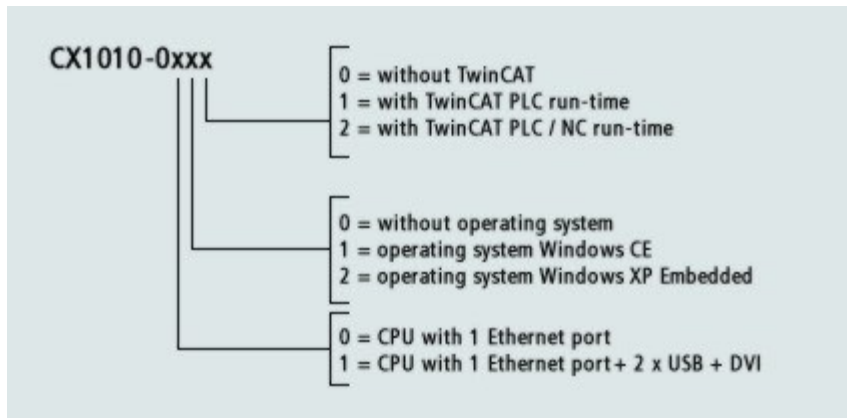 CX1010-0xxx
0 = without TwinCAT
1 = with TwinCAT PLC run-time
2 = with TwinCAT PLC / NC run-time
0 = without operating system
1 = operating system Windows CE
2 = operating system Windows XP Embedded
0 = CPU with 1 Ethernet port
1 = CPU with 1 Ethernet port+ 2 x USB + DVI